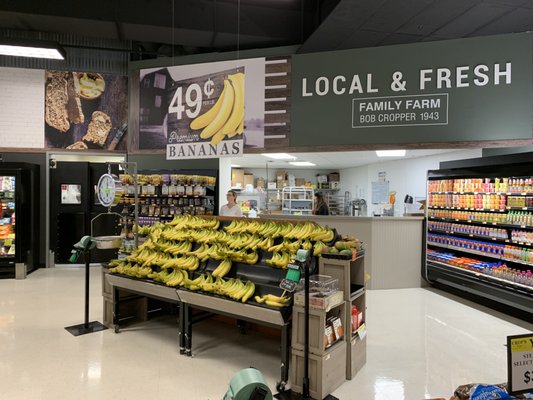 49¢
Premium
BANANAS
LOCAL & FRESH
FAMILY FARM
BOB CROPPER 1943